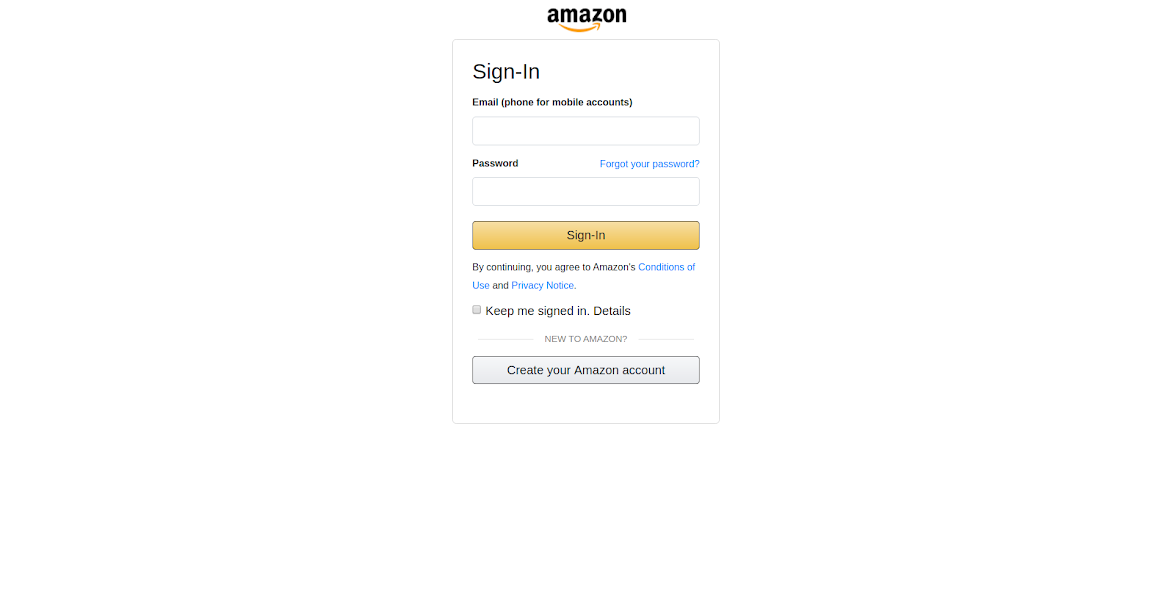 amazon
Sign-In
Email (phone for mobile accounts)
Password Forgot your password?
Sign-In
By continuing, you agree to Amazon's Conditions of
Use and Privacy Notice.
Keep me signed in. Details
NEW TO AMAZON?
Create your Amazon account